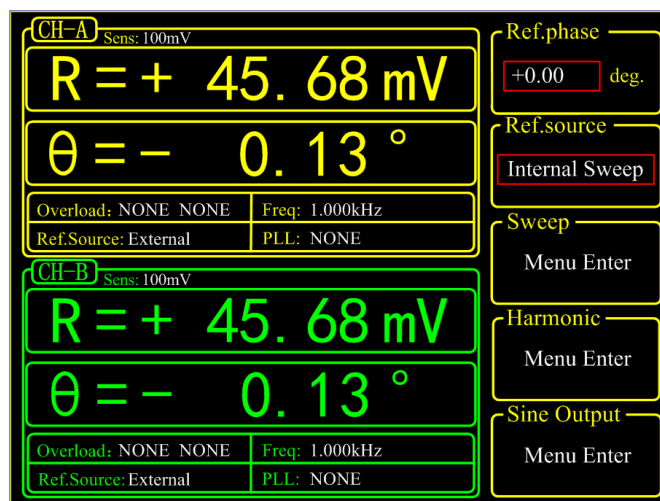 CH-A Sens: 100mV
R=+ 45.68 mV
θ=- 0.13 °
Overload: NONE NONE Freq: 1.000kHz
Ref.Source: External PLL: NONE
CH-B Sens: 100mV
R=+ 45.68 mV
θ=- 0.13 °
Overload: NONE NONE Freq: 1.000kHz
Ref.Source: External PLL: NONE
Ref.phase
+0.00 deg.
Ref.source
Internal Sweep
Sweep
Menu Enter
Harmonic
Menu Enter
Sine Output
Menu Enter